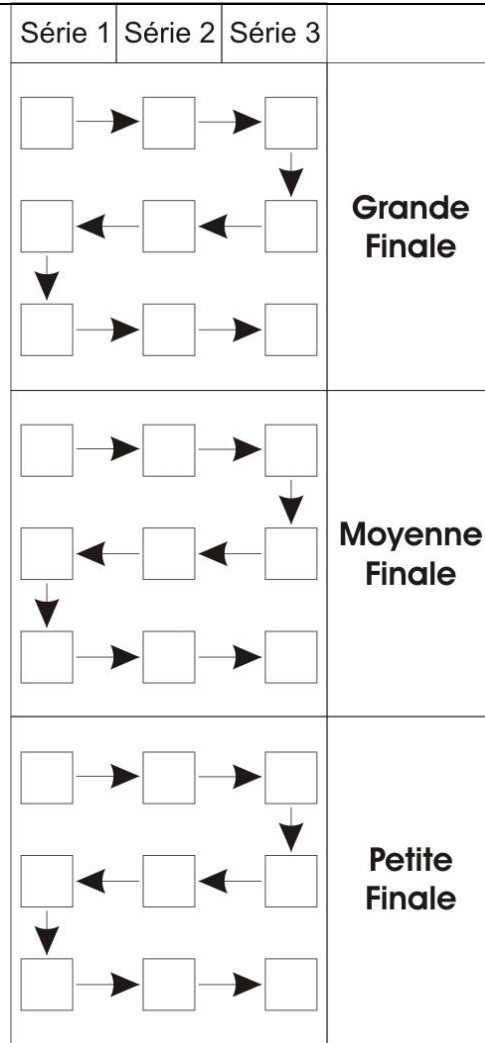 Série 1 Série 2 Série 3
Grande
Finale
Moyenne
Finale
Petite
Finale